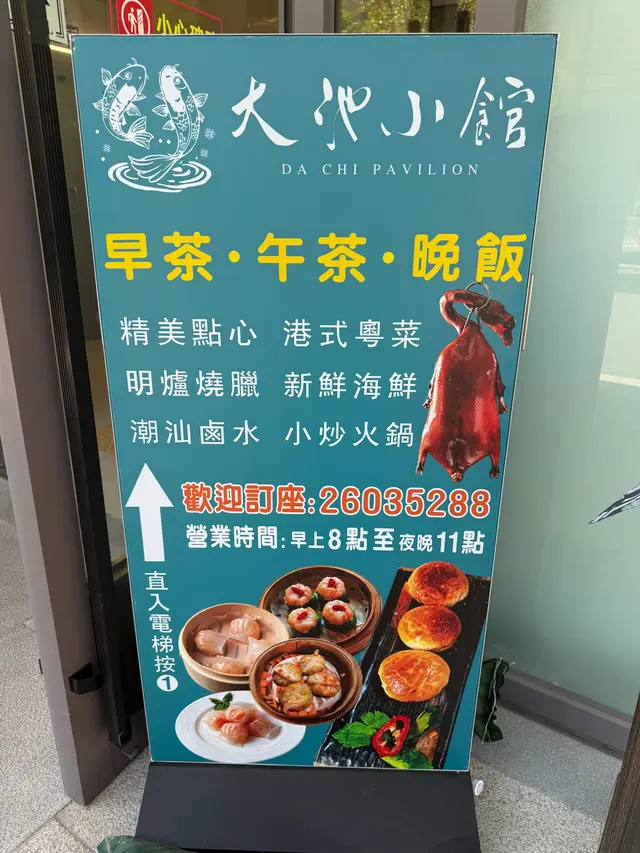 小心
大池小館
DA CHI PAVILION
早茶·午茶·晚飯
精美點心 港式粵菜
明爐燒臘 新鮮海鮮
潮汕鹵水 小炒火鍋
歡迎訂座:26035288
營業時間:早上8點至夜晚11點
直入電梯按1